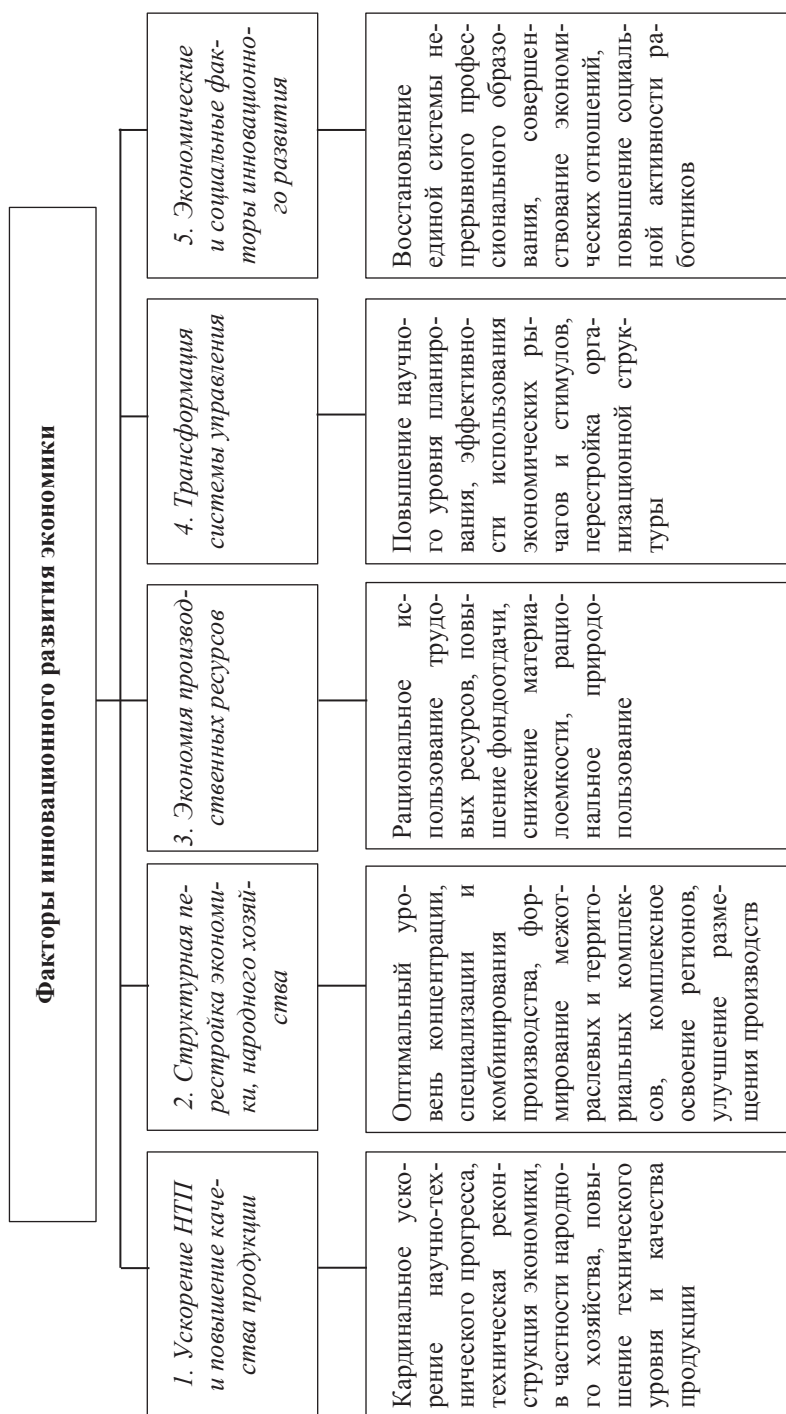 Факторы инновационного развития экономики
1. Ускорение НТП
и повышение каче-
ства продукции
Кардинальное уско-
рение научно-тех-
нического прогресса,
техническая рекон-
струкция экономики,
в частности народно-
го хозяйства, повы-
шение технического
уровня и качества
продукции
2. Структурная пе-
рестройка экономи-
ки, народного хозяй-
ства
Оптимальный уро-
вень концентрации,
специализации и
комбинирования
производства, фор-
мирование межот-
раслевых и террито-
риальных комплек-
сов, комплексное
освоение регионов,
улучшение разме-
щения производств
3. Экономия производ-
ственных ресурсов
Рациональное ис-
пользование трудо-
вых ресурсов, повы-
шение фондоотдачи,
снижение материа-
лоемкости, рацио-
нальное природо-
пользование
4. Трансформация
системы управления
Повышение научно-
го уровня планиро-
вания, эффективно-
сти использования
экономических ры-
чагов и стимулов,
перестройка орга-
низационной струк-
туры
5. Экономические
и социальные фак-
торы инновационно-
го развития
Восстановление
единой системы не-
прерывного профес-
сионального образо-
вания, совершен-
ствование экономи-
ческих отношений,
повышение социаль-
ной активности ра-
ботников